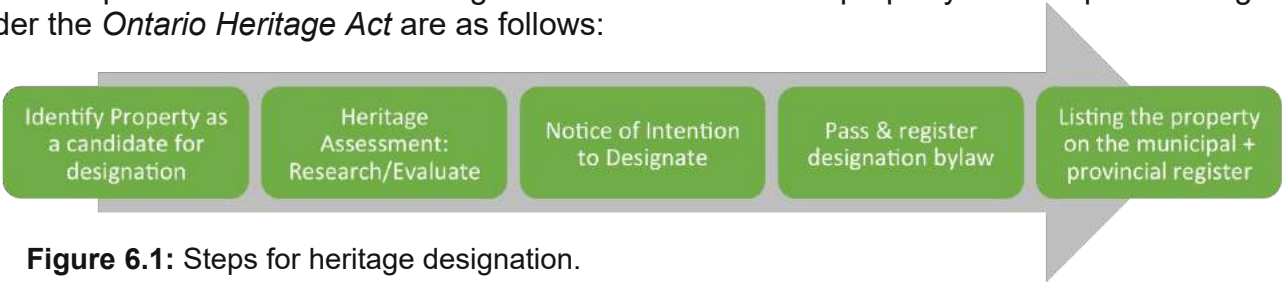 der the Ontario Heritage Act are as follows:
Identify Property as
a candidate for
designation
Heritage
Assessment:
Research/Evaluate
Notice of Intention
to Designate
Pass & register
designation bylaw
Listing the property
on the municipal +
provincial register
Figure 6.1: Steps for heritage designation.